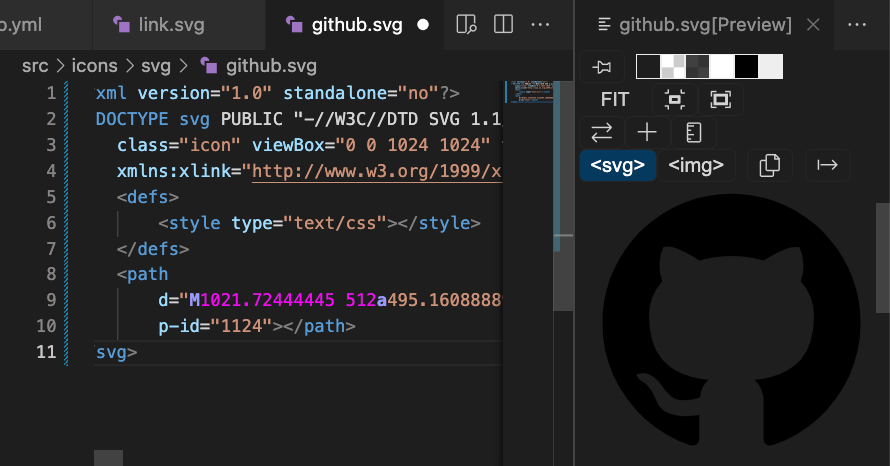 o.yml link.svg github.svg github.svg[Preview]
src > icons > svg > github.svg
1 xml version="1.0" standalone="no"?>
2 DOCTYPE svg PUBLIC "-//W3C//DTD SVG 1.1
3 class="icon" viewBox="0 0 1024 1024"
4 xmlns:xlink="http://www.w3.org/1999/x
5 <defs>
6 <style type="text/css"></style>
7 </defs>
8 <path
9 d="M1021.72444445 512a495.1608888
10 p-id="1124"></path>
11 svg>
FIT
<svg> <img>